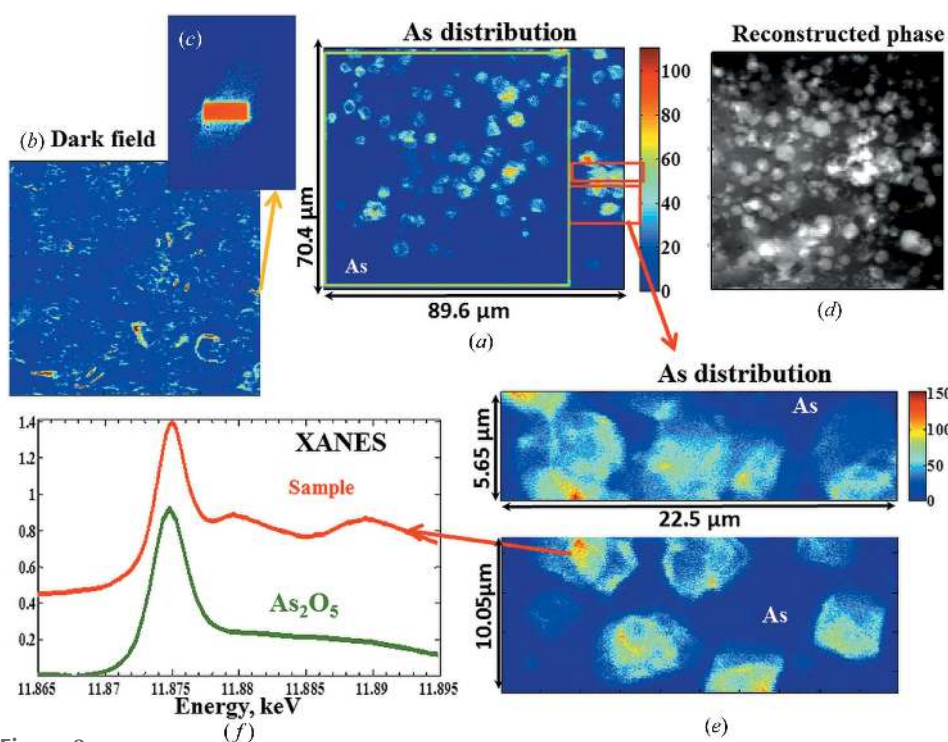 (c)
(b) Dark field
As distribution
70.4 µm
As
89.6 µm
(a)
100
80
60
40
20
0
Reconstructed phase
(d)
As distribution
5.65 µm
As
22.5 µm
150
100
50
0
10.05µm
As
(e)
XANES
Sample
As2O5
1.4
1.2
1
0.8
0.6
0.4
0.2
11.865
11.87
11.875
11.88
11.885
11.89
11.895
Energy, keV
(f)